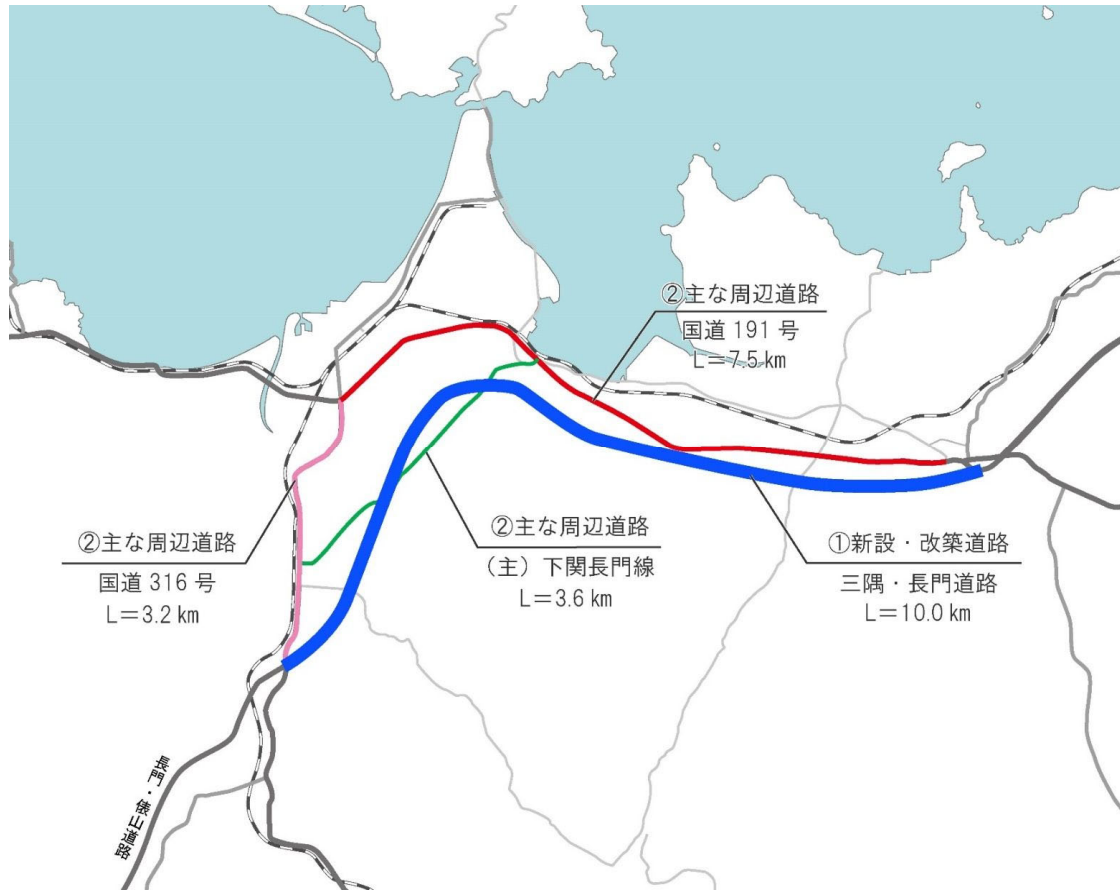 ②主な周辺道路
国道 191 号
L＝7.5 km
②主な周辺道路
国道 316 号
L＝3.2 km
②主な周辺道路
（主）下関長門線
L＝3.6 km
①新設・改築道路
三隅・長門道路
L＝10.0 km
長門・俵山道路